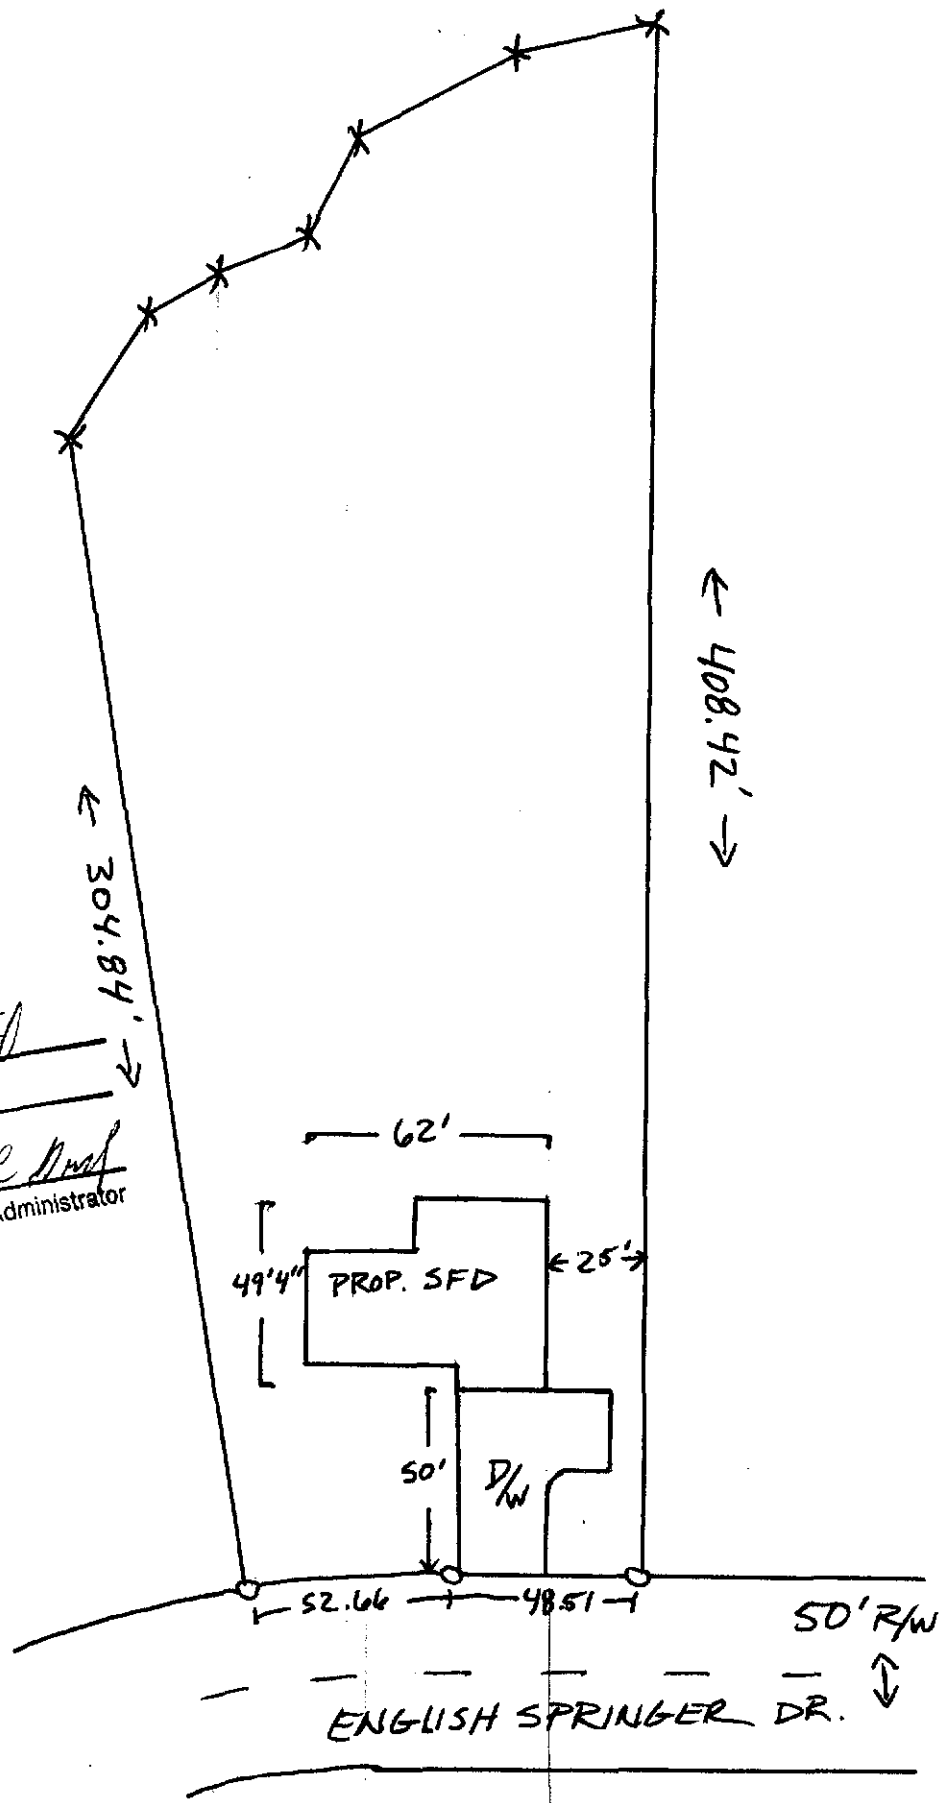 ← 408.42' →
← 304.84' →
Administrator
62'
49'4"
PROP. SFD
←25'→
50'
D/W
52.66
48.51
50' R/W
ENGLISH SPRINGER DR.